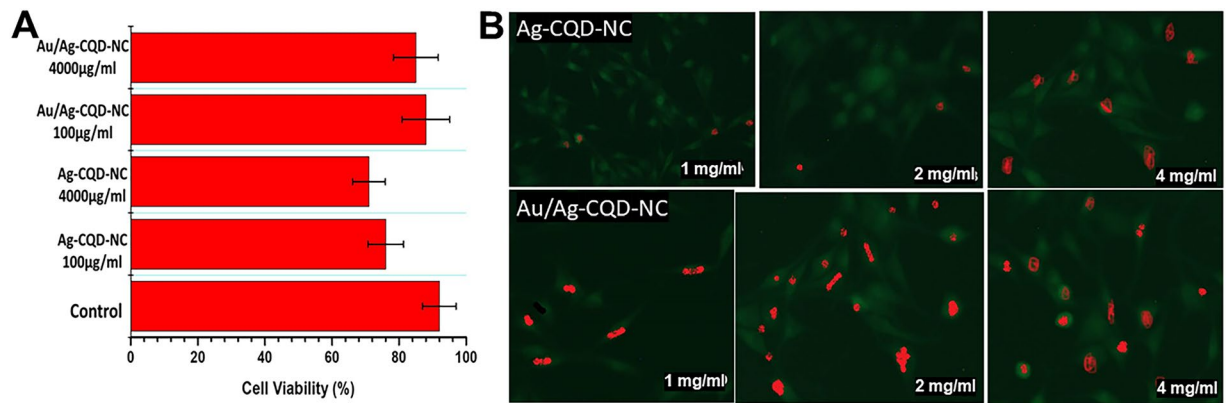 A
Au/Ag-CQD-NC
4000µg/ml
Au/Ag-CQD-NC
100µg/ml
Ag-CQD-NC
4000µg/ml
Ag-CQD-NC
100µg/ml
Control
0 20 40 60 80 100
Cell Viability (%)
B
Ag-CQD-NC
1 mg/ml
2 mg/ml
4 mg/ml
Au/Ag-CQD-NC
1 mg/ml
2 mg/ml
4 mg/ml